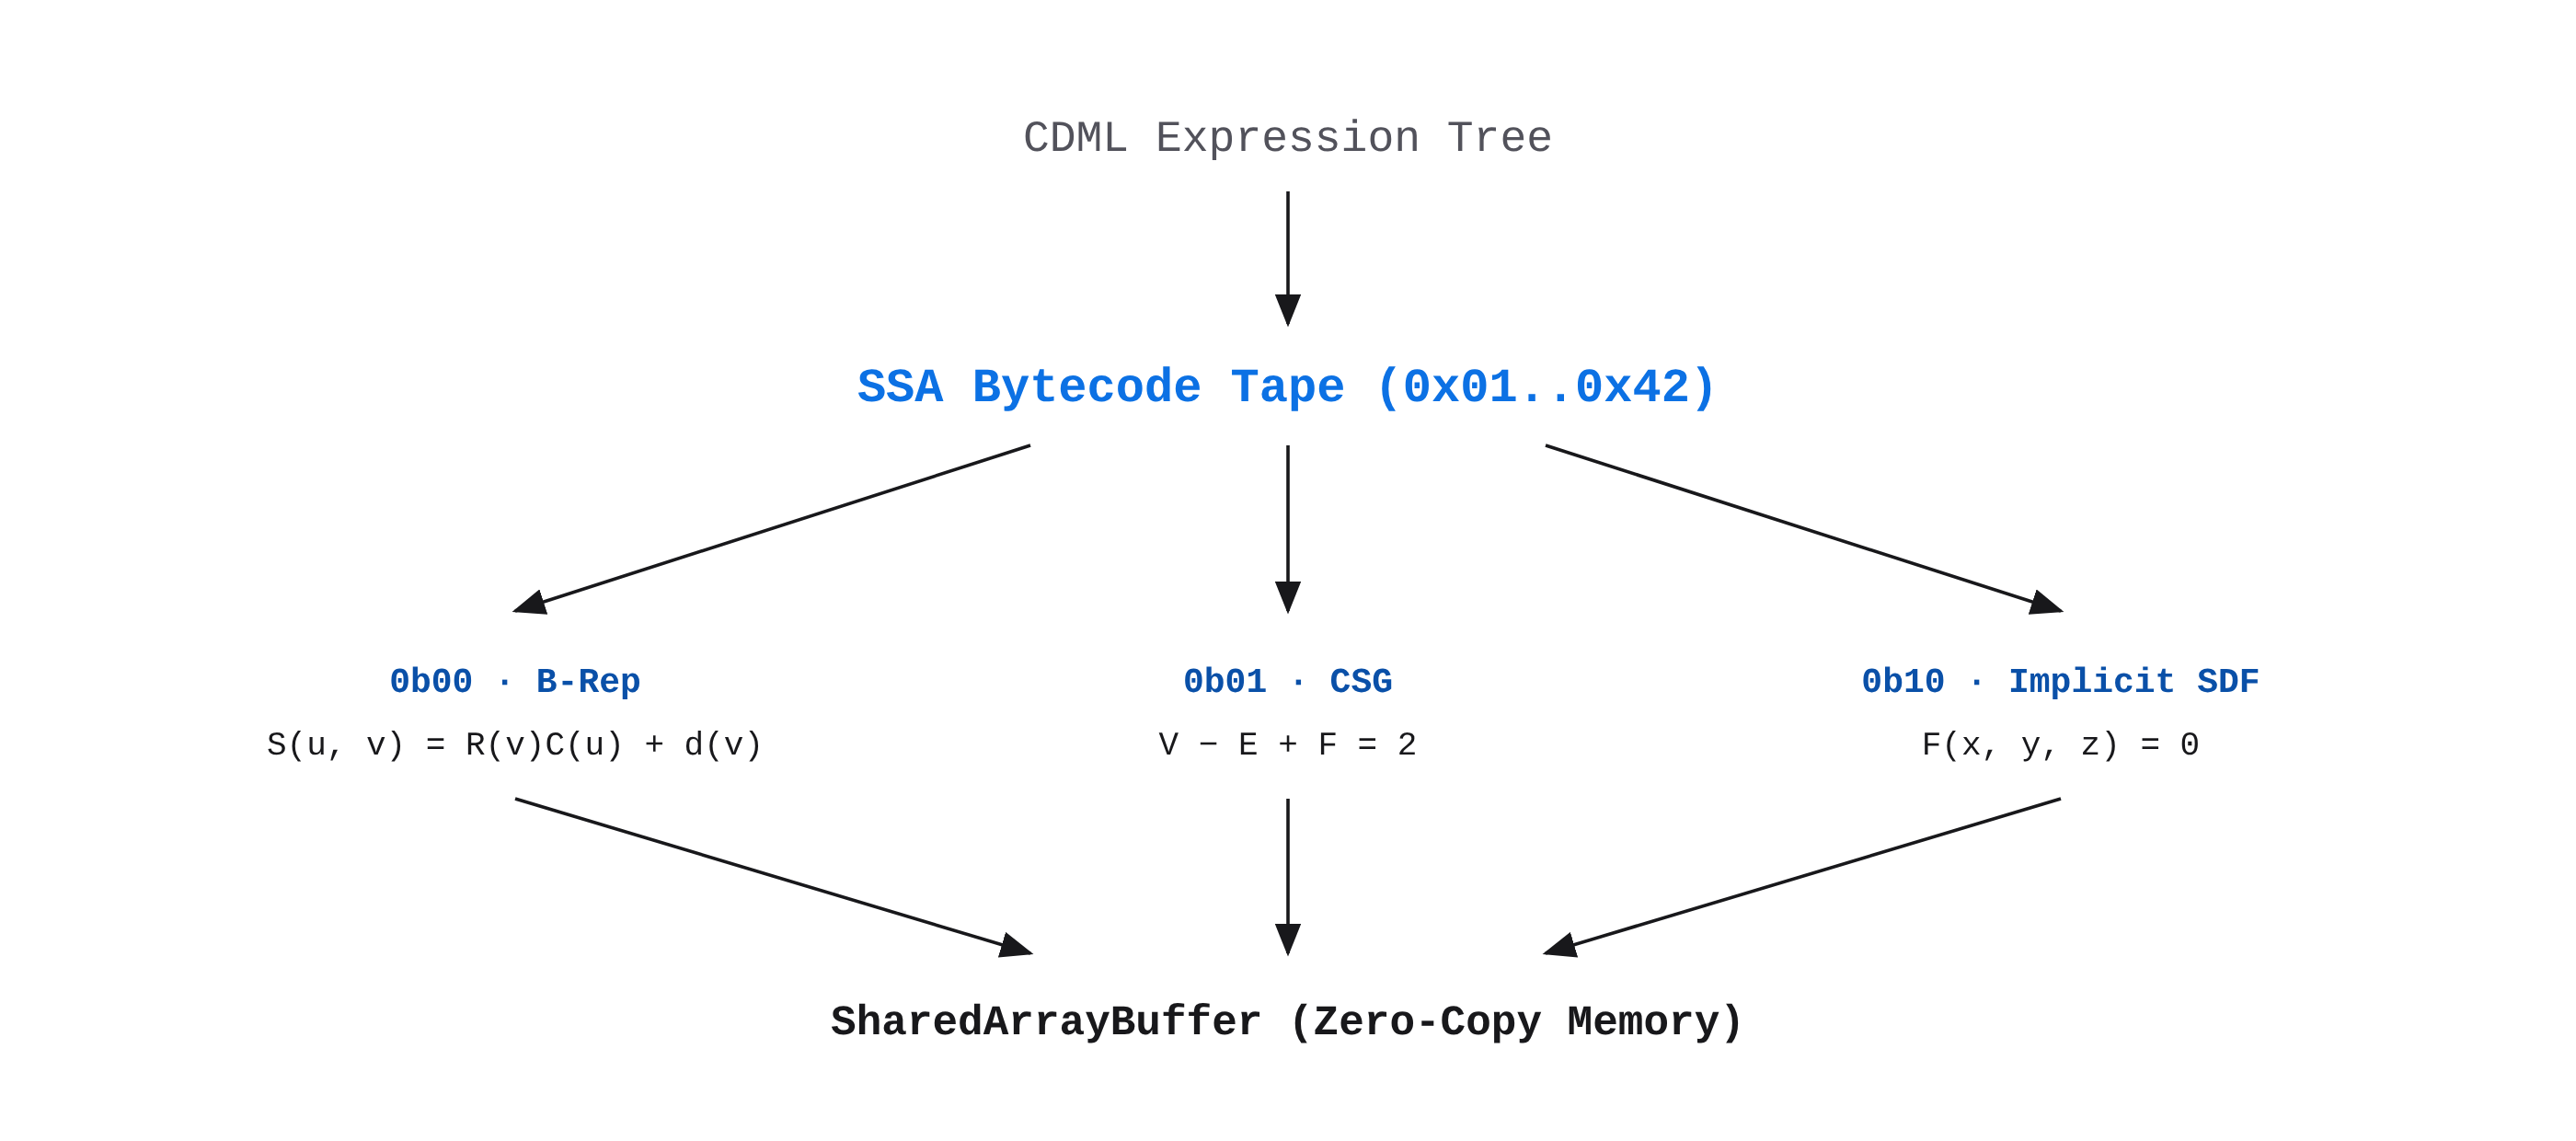 CDML Expression Tree
SSA Bytecode Tape (0x01..0x42)
0b00 · B-Rep
S(u, v) = R(v)C(u) + d(v)
0b01 · CSG
V − E + F = 2
0b10 · Implicit SDF
F(x, y, z) = 0
SharedArrayBuffer (Zero-Copy Memory)